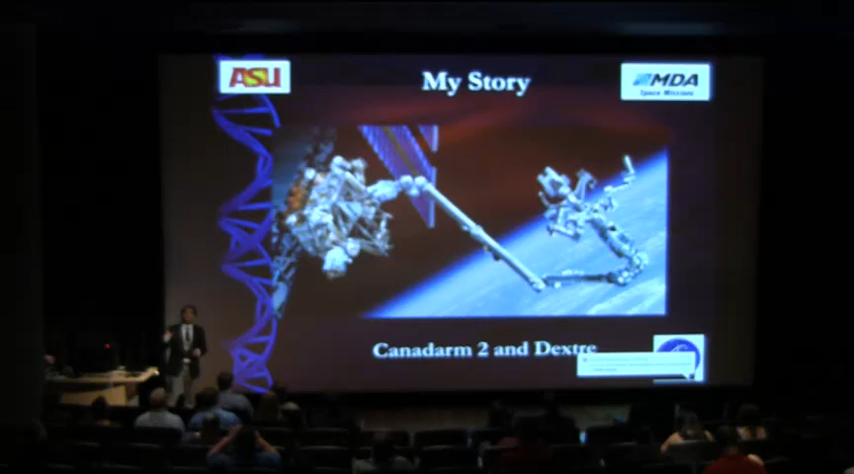 ASU
My Story
MDA
Space Missions
Canadarm 2 and Dextre